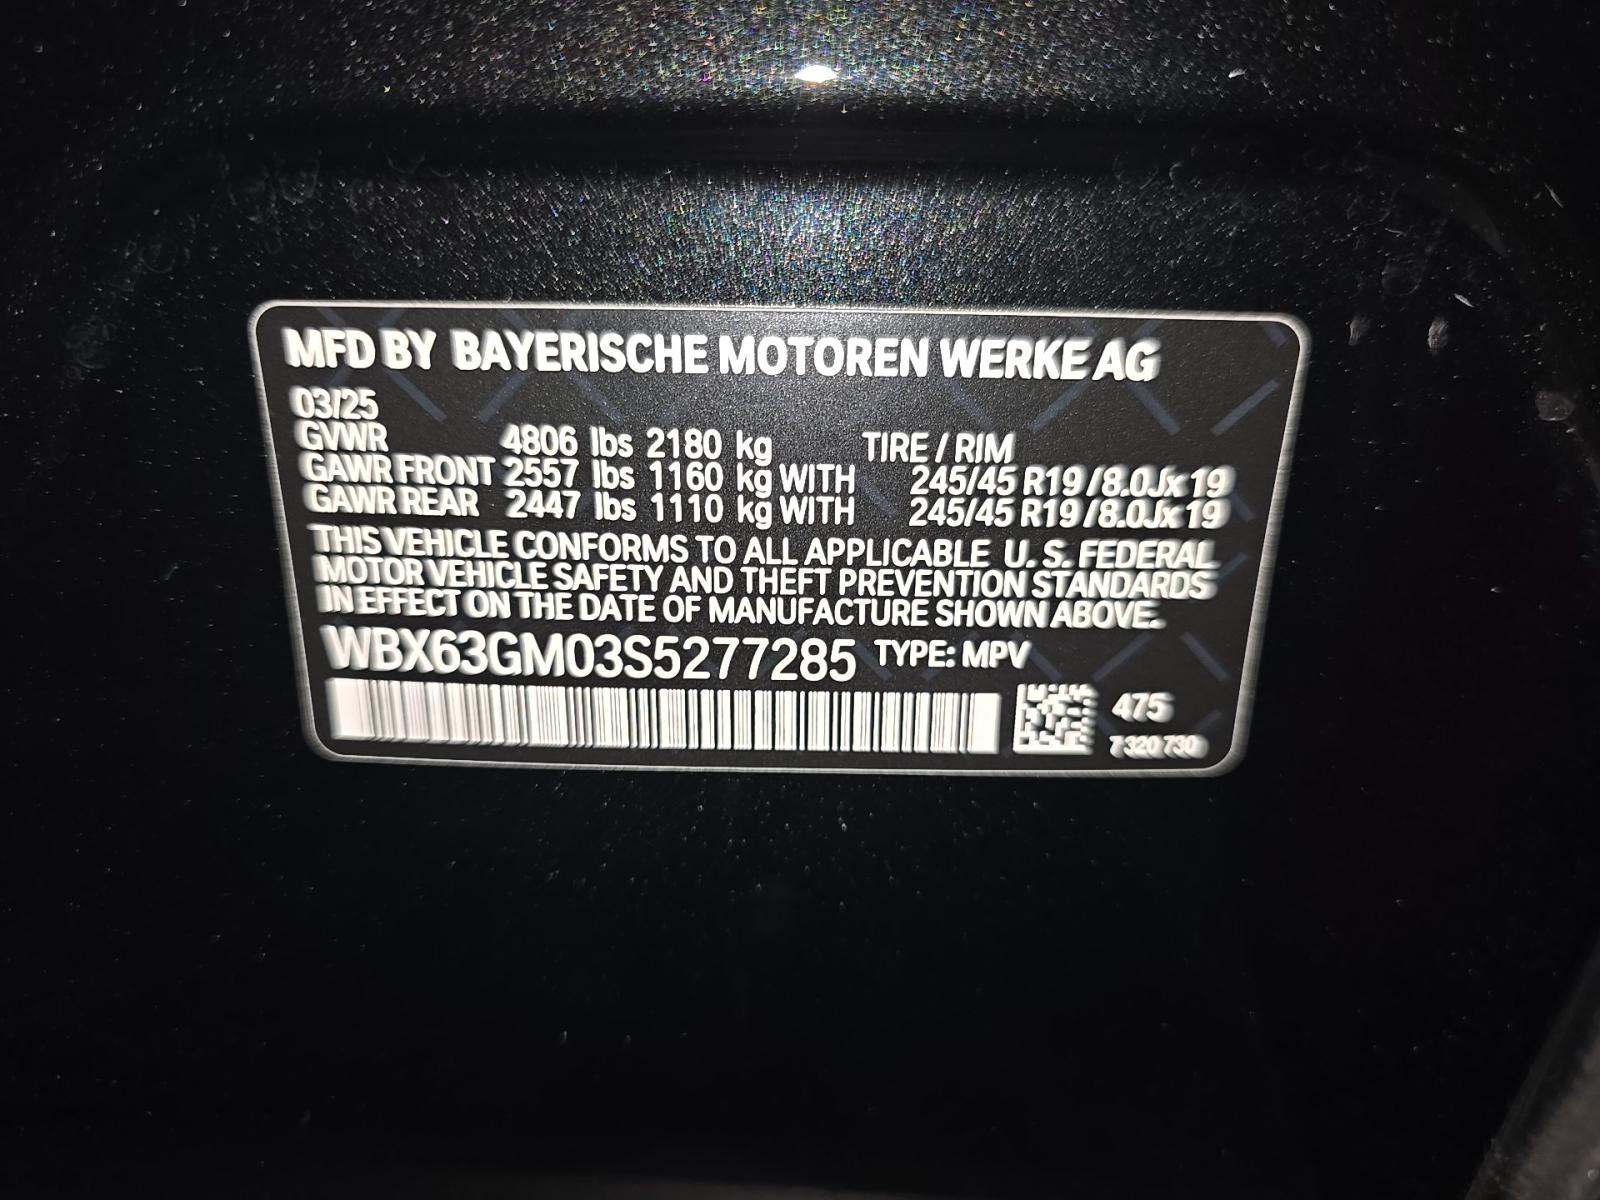 MFD BY BAYERISCHE MOTOREN WERKE AG
03/25
GVWR 4806 lbs 2180 kg TIRE / RIM
GAWR FRONT 2557 lbs 1160 kg WITH 245/45 R19 / 8.0Jx19
GAWR REAR 2447 lbs 1110 kg WITH 245/45 R19 / 8.0Jx19
THIS VEHICLE CONFORMS TO ALL APPLICABLE U. S. FEDERAL
MOTOR VEHICLE SAFETY AND THEFT PREVENTION STANDARDS
IN EFFECT ON THE DATE OF MANUFACTURE SHOWN ABOVE.
WBX63GM03S5277285 TYPE: MPV
475
7 320 730